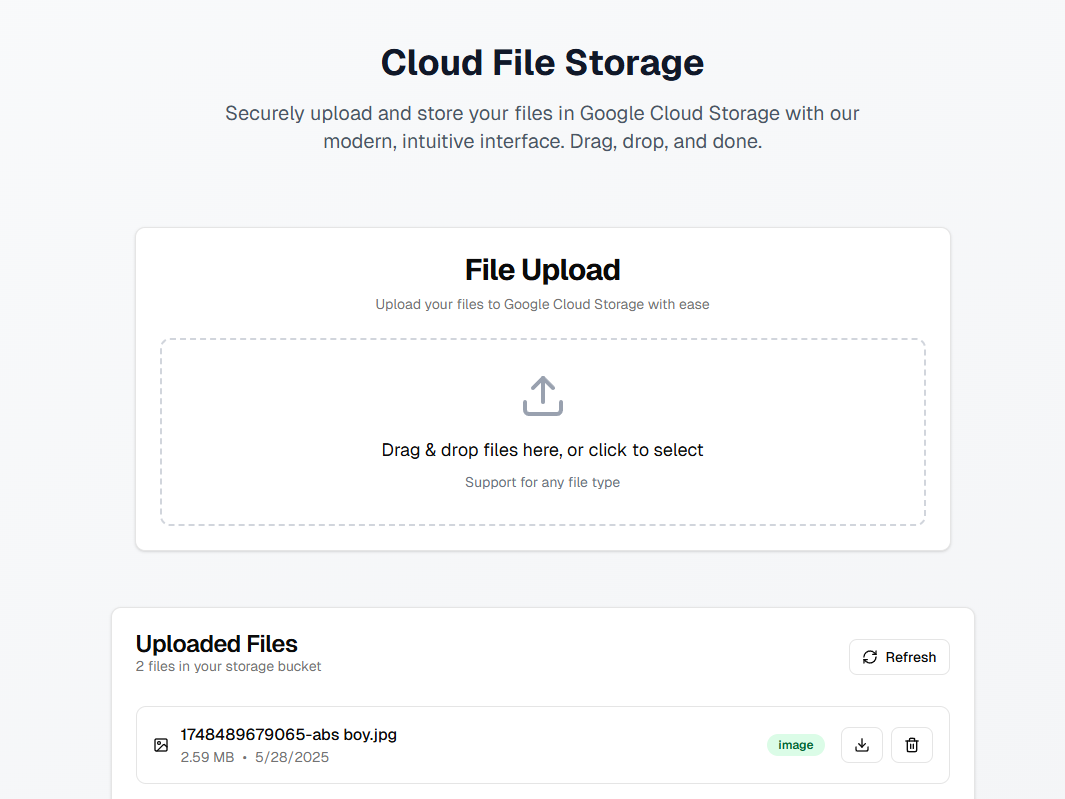 Cloud File Storage
Securely upload and store your files in Google Cloud Storage with our
modern, intuitive interface. Drag, drop, and done.
File Upload
Upload your files to Google Cloud Storage with ease
Drag & drop files here, or click to select
Support for any file type
Uploaded Files
2 files in your storage bucket
Refresh
1748489679065-abs boy.jpg
2.59 MB • 5/28/2025
image